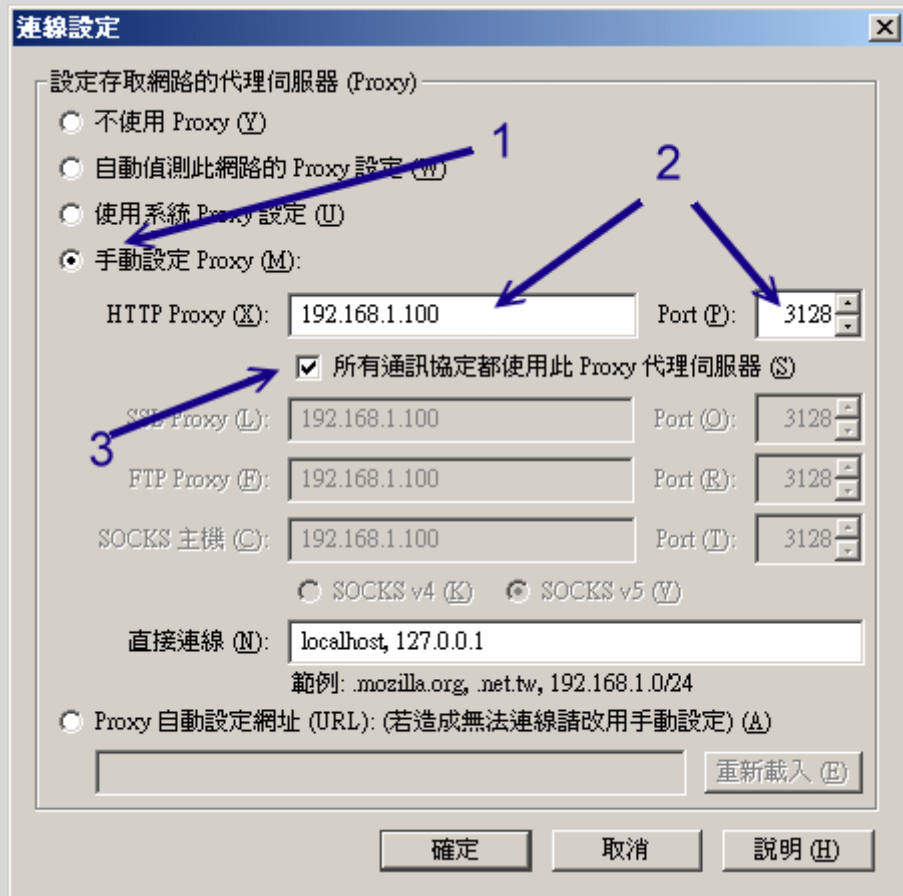 連線設定
設定存取網路的代理伺服器 (Proxy)
不使用 Proxy (Y)
1
自動偵測此網路的 Proxy 設定 (W)
2
使用系統 Proxy 設定 (U)
手動設定 Proxy (M):
HTTP Proxy (X): 192.168.1.100 Port (P): 3128
所有通訊協定都使用此 Proxy 代理伺服器 (S)
3
SSL Proxy (L): 192.168.1.100 Port (O): 3128
FTP Proxy (F): 192.168.1.100 Port (R): 3128
SOCKS 主機 (C): 192.168.1.100 Port (T): 3128
SOCKS v4 (K) SOCKS v5 (V)
直接連線 (N): localhost, 127.0.0.1
範例: .mozilla.org, .net.tw, 192.168.1.0/24
Proxy 自動設定網址 (URL): (若造成無法連線請改用手動設定) (A)
重新載入 (E)
確定 取消 說明 (H)